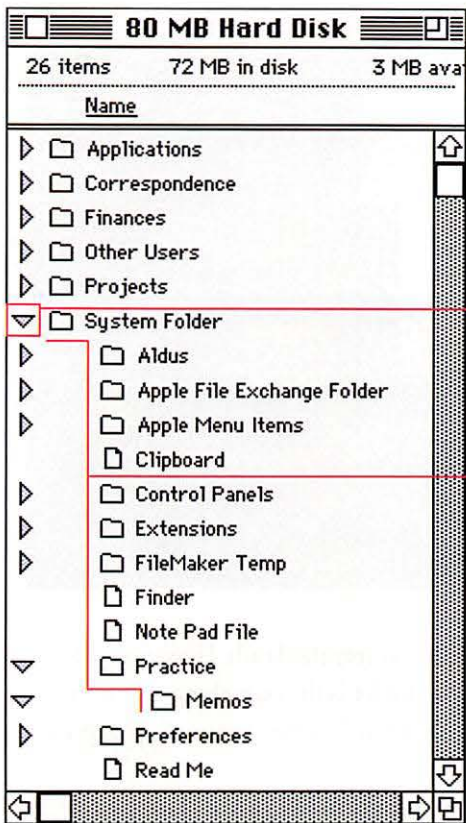 80 MB Hard Disk
26 items 72 MB in disk 3 MB ava
Name
Applications
Correspondence
Finances
Other Users
Projects
System Folder
Aldus
Apple File Exchange Folder
Apple Menu Items
Clipboard
Control Panels
Extensions
FileMaker Temp
Finder
Note Pad File
Practice
Memos
Preferences
Read Me